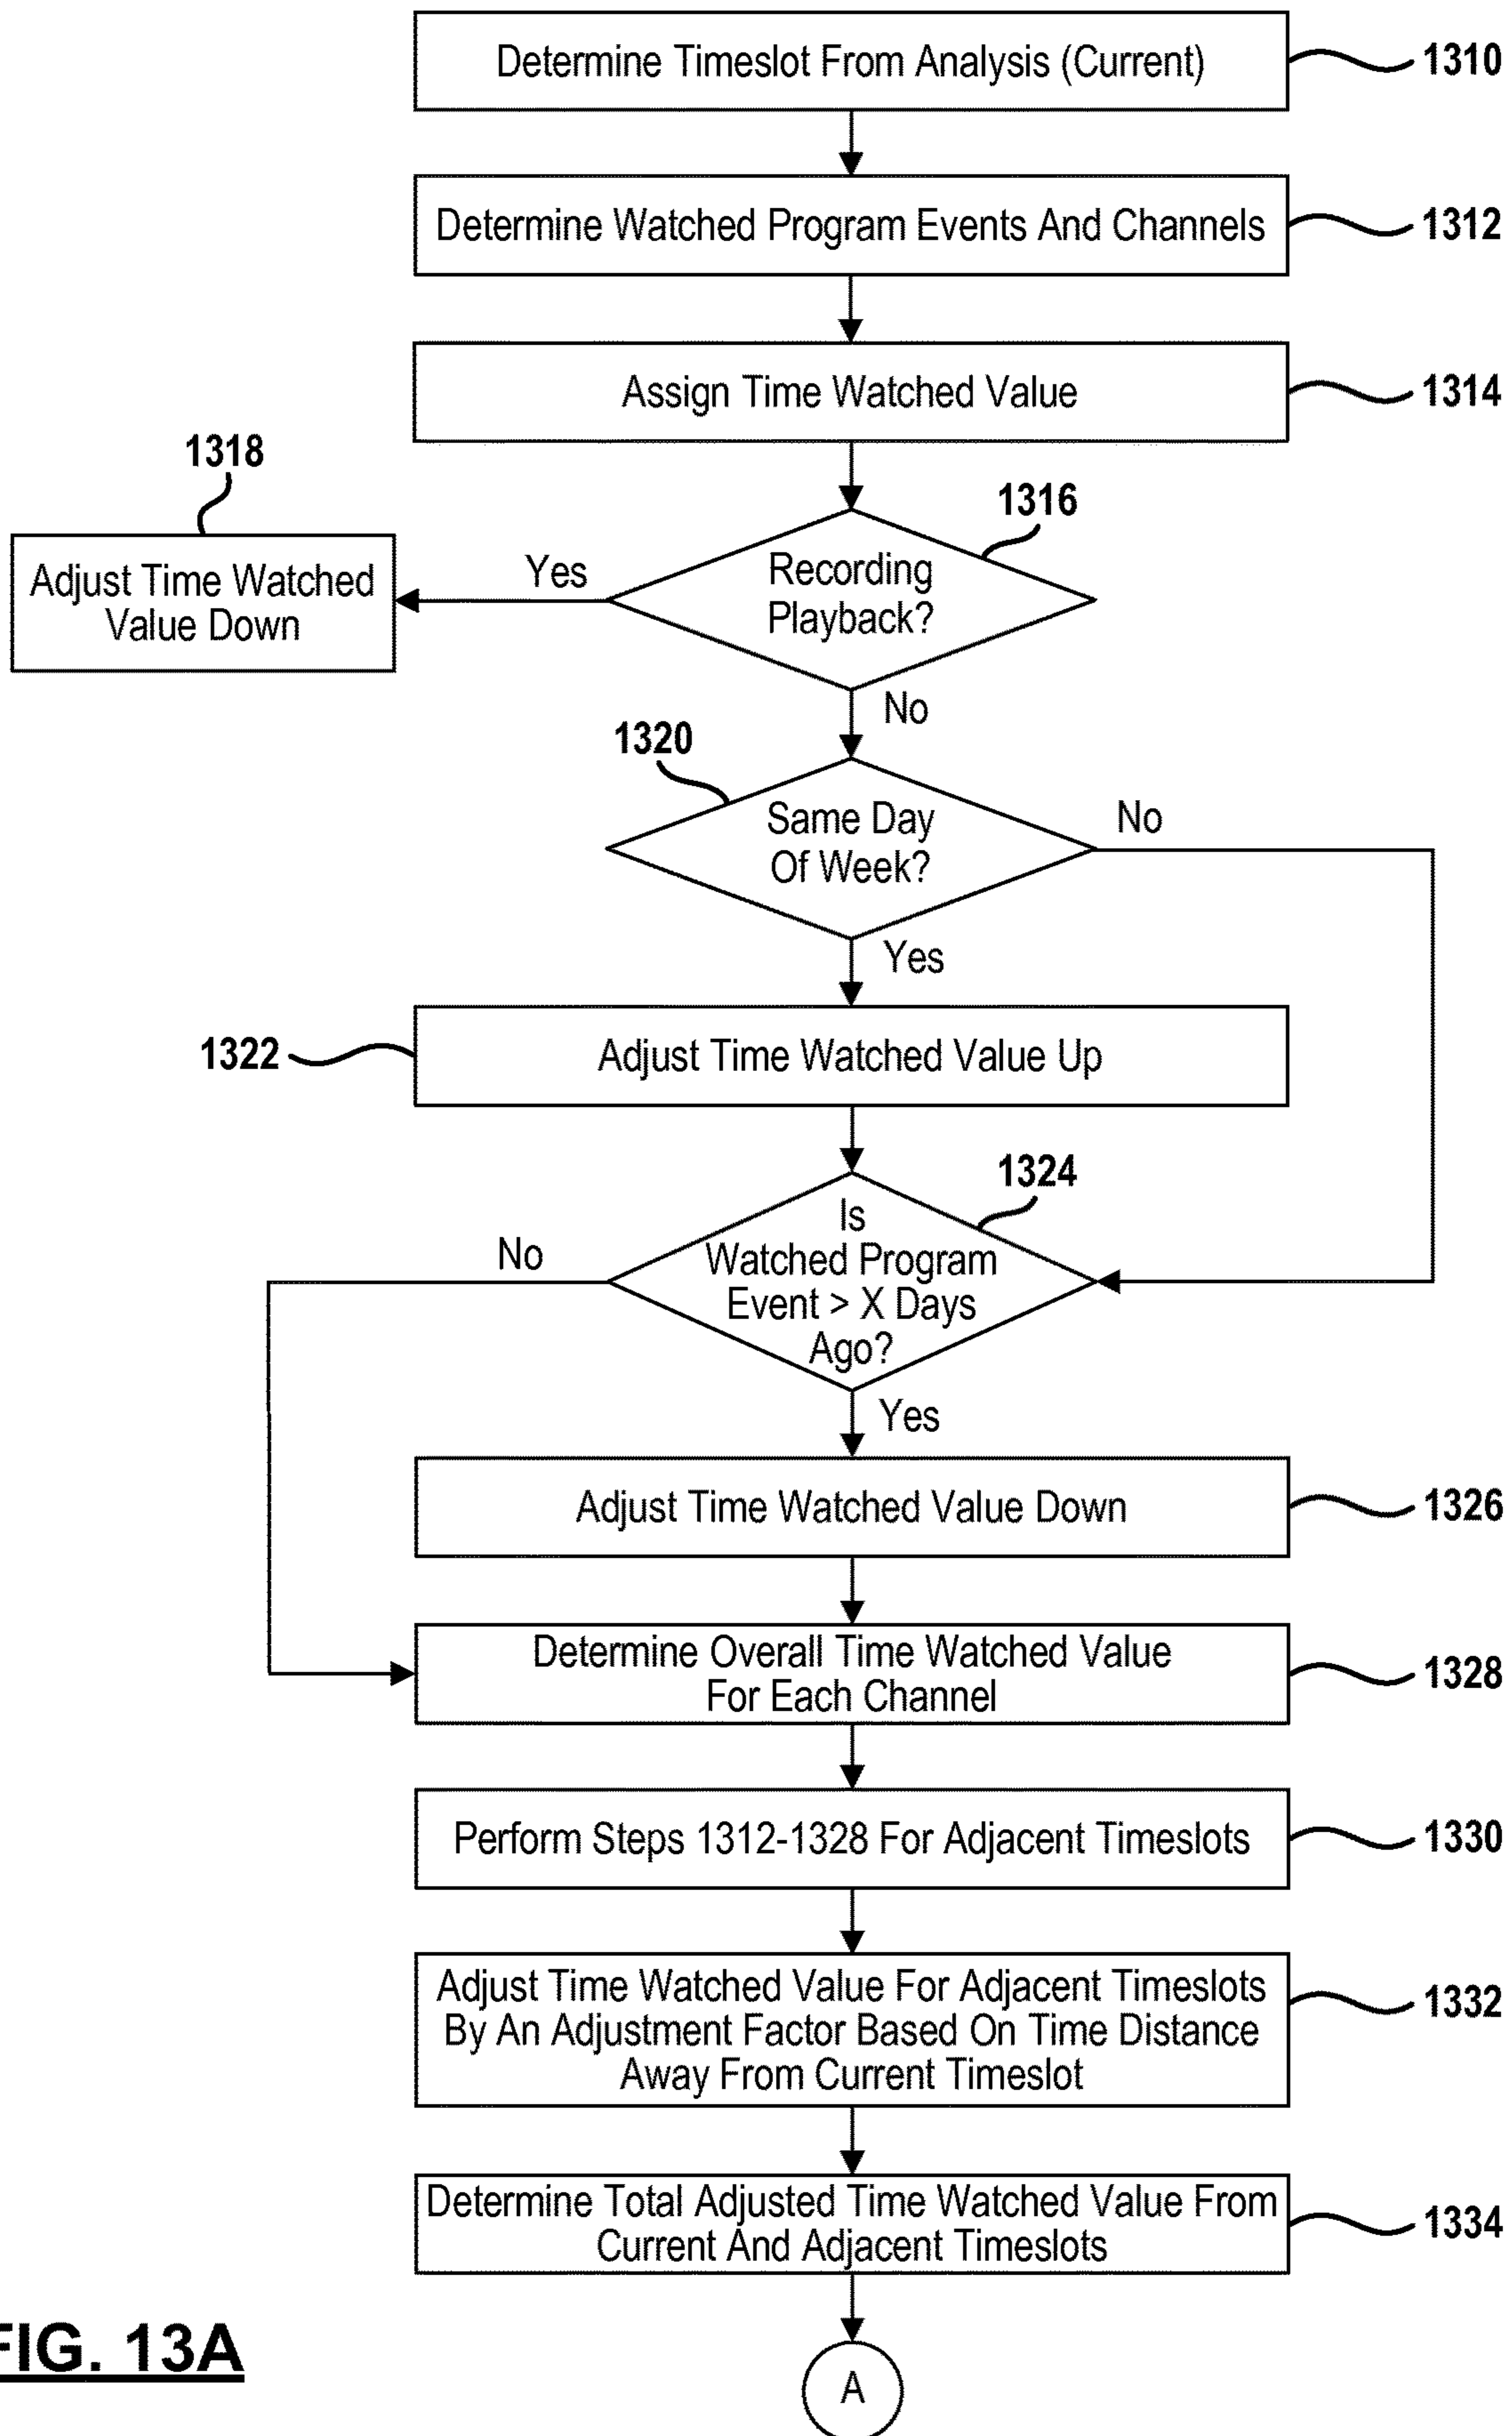 Determine Timeslot From Analysis (Current)
1310
Determine Watched Program Events And Channels
1312
Assign Time Watched Value
1314
1318
Adjust Time Watched
Value Down
Yes
1316
Recording
Playback?
No
1320
Same Day
Of Week?
No
Yes
1322
Adjust Time Watched Value Up
1324
Is
Watched Program
Event > X Days
Ago?
No
Yes
Adjust Time Watched Value Down
1326
Determine Overall Time Watched Value
For Each Channel
1328
Perform Steps 1312-1328 For Adjacent Timeslots
1330
Adjust Time Watched Value For Adjacent Timeslots
By An Adjustment Factor Based On Time Distance
Away From Current Timeslot
1332
Determine Total Adjusted Time Watched Value From
Current And Adjacent Timeslots
1334
FIG. 13A
A